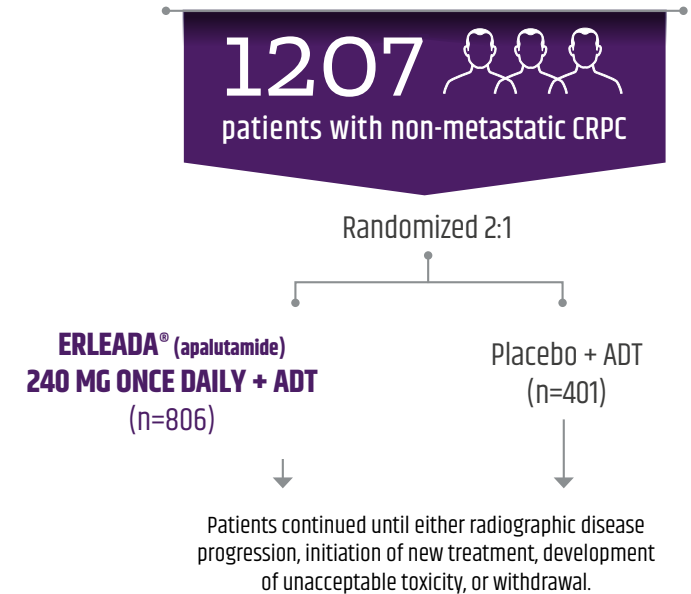 1207
patients with non-metastatic CRPC
Randomized 2:1
ERLEADA® (apalutamide)
240 MG ONCE DAILY + ADT
(n=806)
Placebo + ADT
(n=401)
Patients continued until either radiographic disease
progression, initiation of new treatment, development
of unacceptable toxicity, or withdrawal.